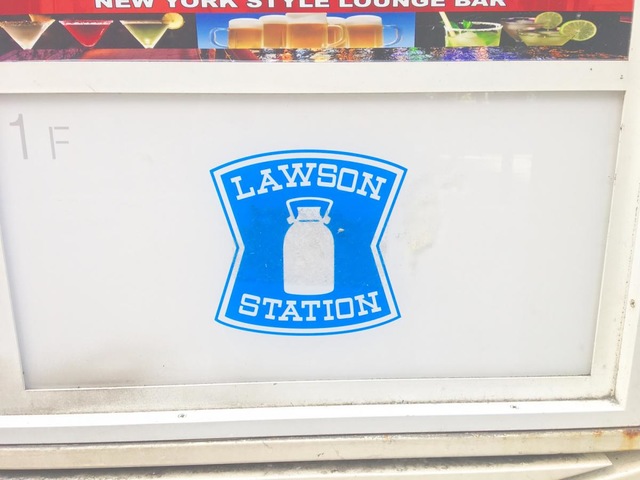 NEW YORK STYLE LOUNGE BAR
1F
LAWSON
STATION